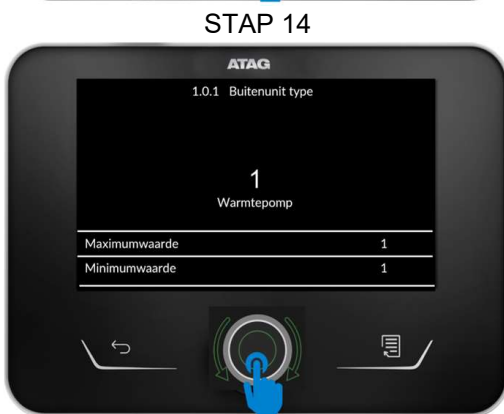 STAP 14
ATAG
1.0.1 Buitenunit type
1
Warmtepomp
Maximumwaarde 1
Minimumwaarde 1